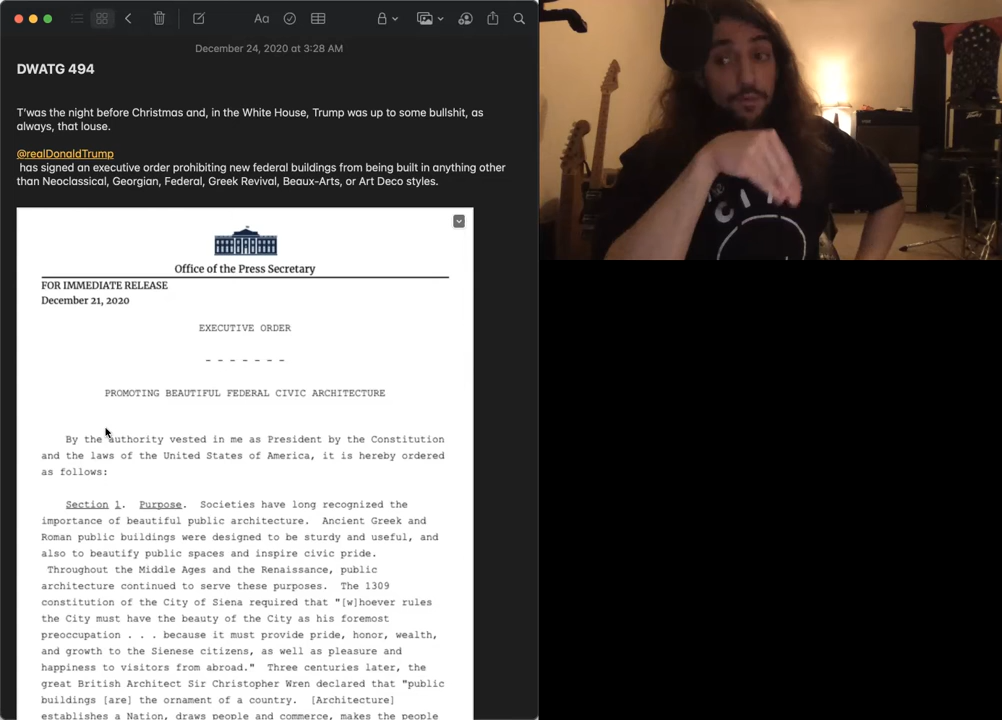 Aa
December 24, 2020 at 3:28 AM
DWATG 494
T'was the night before Christmas and, in the White House, Trump was up to some bullshit, as
always, that louse.
@realDonaldTrump
has signed an executive order prohibiting new federal buildings from being built in anything other
than Neoclassical, Georgian, Federal, Greek Revival, Beaux-Arts, or Art Deco styles.
Office of the Press Secretary
FOR IMMEDIATE RELEASE
December 21, 2020
EXECUTIVE ORDER
- - - - - - -
PROMOTING BEAUTIFUL FEDERAL CIVIC ARCHITECTURE
By the authority vested in me as President by the Constitution
and the laws of the United States of America, it is hereby ordered
as follows:
Section 1. Purpose. Societies have long recognized the
importance of beautiful public architecture. Ancient Greek and
Roman public buildings were designed to be sturdy and useful, and
also to beautify public spaces and inspire civic pride.
Throughout the Middle Ages and the Renaissance, public
architecture continued to serve these purposes. The 1309
constitution of the City of Siena required that "[w]hoever rules
the City must have the beauty of the City as his foremost
preoccupation . . . because it must provide pride, honor, wealth,
and growth to the Sienese citizens, as well as pleasure and
happiness to visitors from abroad." Three centuries later, the
great British Architect Sir Christopher Wren declared that "public
buildings [are] the ornament of a country. [Architecture]
establishes a Nation, draws people and commerce, makes the people